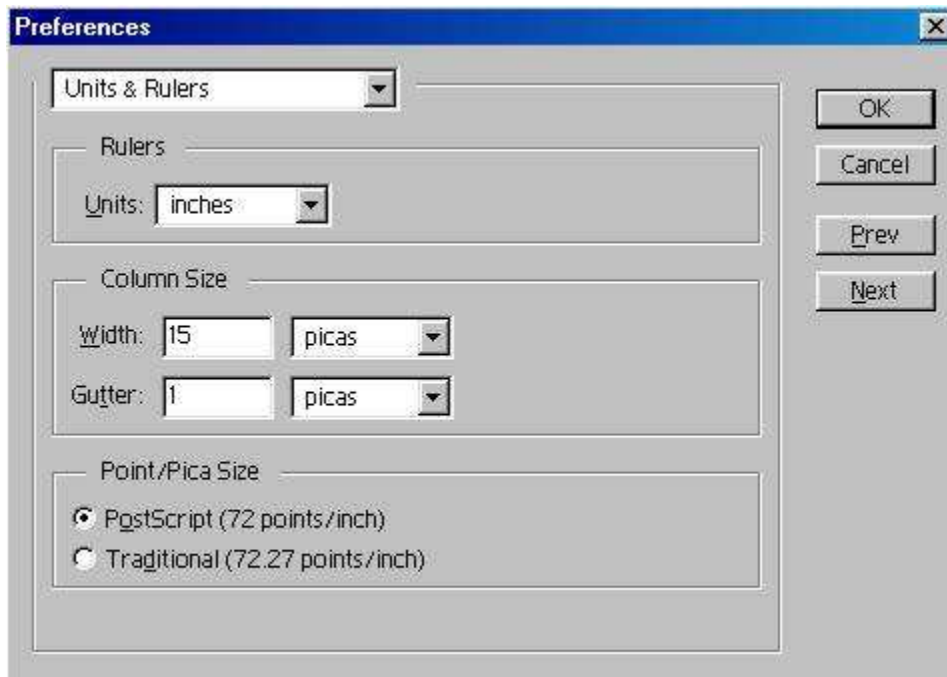 Preferences
Units & Rulers
OK
Cancel
Prev
Next
Rulers
Units: inches
Column Size
Width: 15 picas
Gutter: 1 picas
Point/Pica Size
PostScript (72 points/inch)
Traditional (72.27 points/inch)